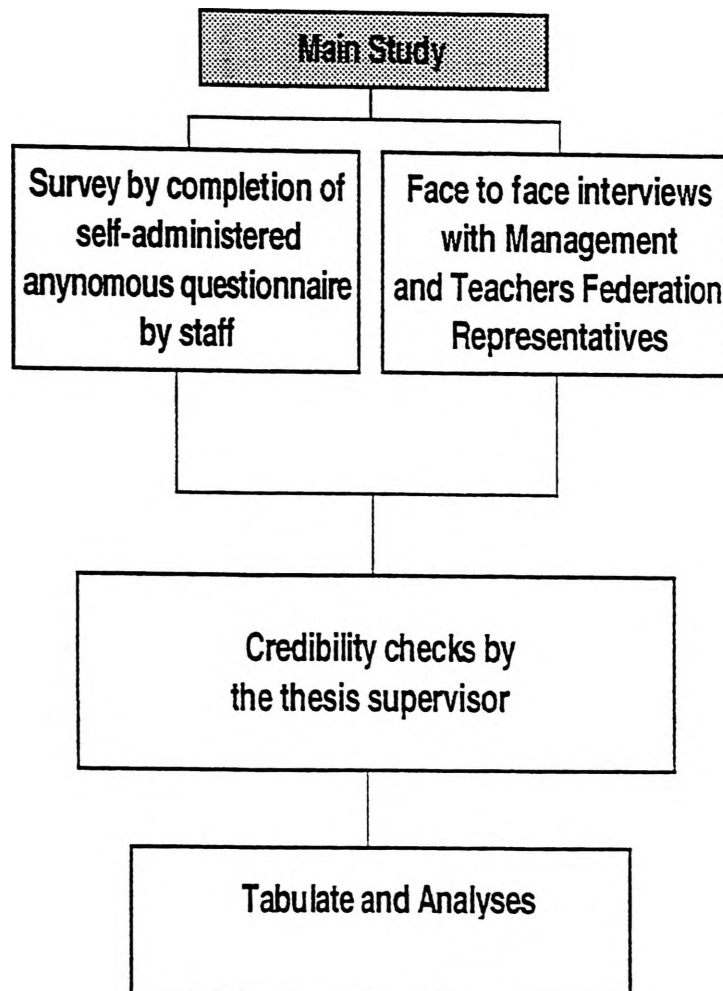 Main Study
Survey by completion of
self-administered
anynomous questionnaire
by staff
Face to face interviews
with Management
and Teachers Federation
Representatives
Credibility checks by
the thesis supervisor
Tabulate and Analyses